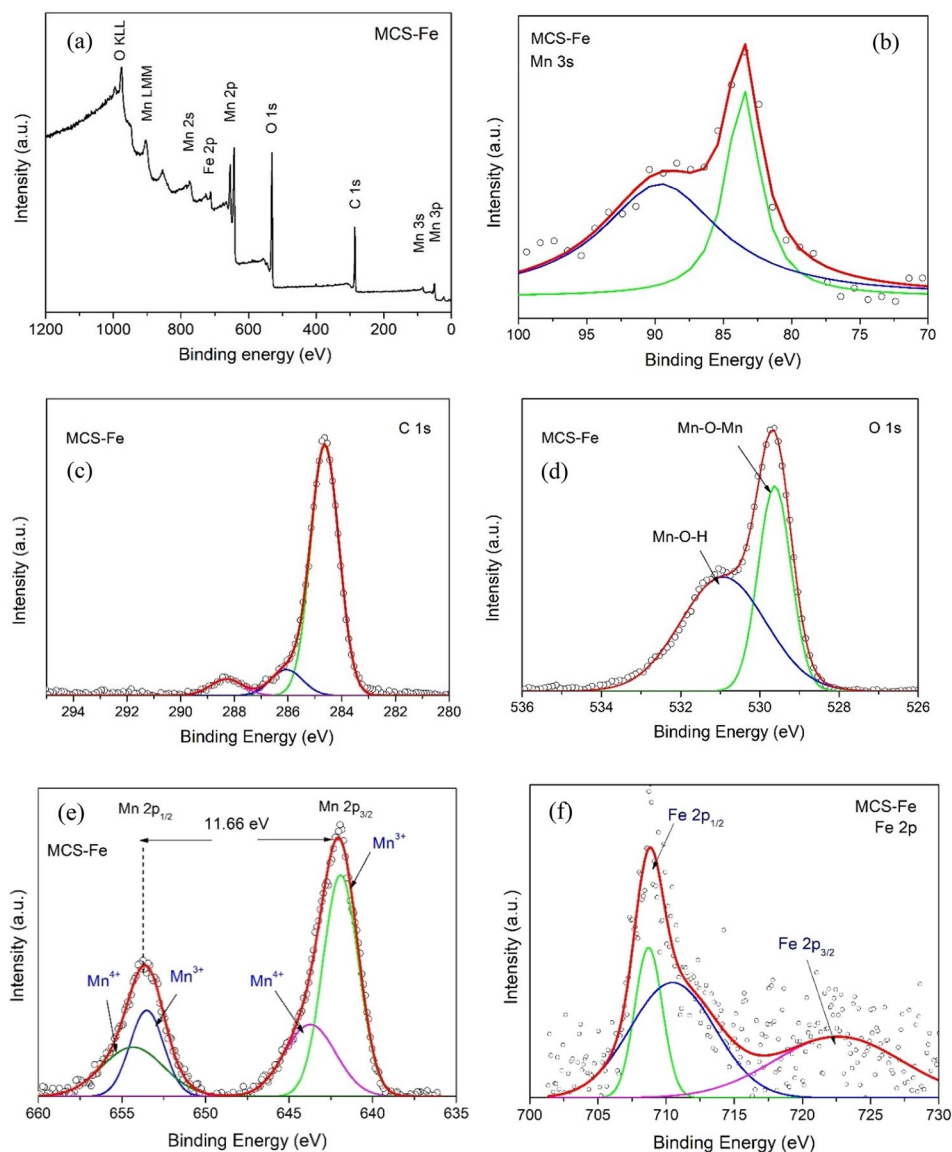 (a)
MCS-Fe
O KLL
Mn LMM
Mn 2s
Fe 2p
Mn 2p
O 1s
C 1s
Mn 3s
Mn 3p
Intensity (a.u.)
1200 1000 800 600 400 200 0
Binding energy (eV)
MCS-Fe
Mn 3s
(b)
Intensity (a.u.)
100 95 90 85 80 75 70
Binding Energy (eV)
MCS-Fe
C 1s
(c)
Intensity (a.u.)
294 292 290 288 286 284 282 280
Binding Energy (eV)
(d)
MCS-Fe
O 1s
Mn-O-Mn
Mn-O-H
Intensity (a.u.)
536 534 532 530 528 526
Binding Energy (eV)
(e)
Mn 2p1/2
Mn 2p3/2
11.66 eV
MCS-Fe
Mn3+
Mn4+
Mn3+
Mn4+
Intensity (a.u.)
660 655 650 645 640 635
Binding Energy (eV)
MCS-Fe
Fe 2p
(f)
Fe 2p1/2
Fe 2p3/2
Intensity (a.u.)
700 705 710 715 720 725 730
Binding Energy (eV)